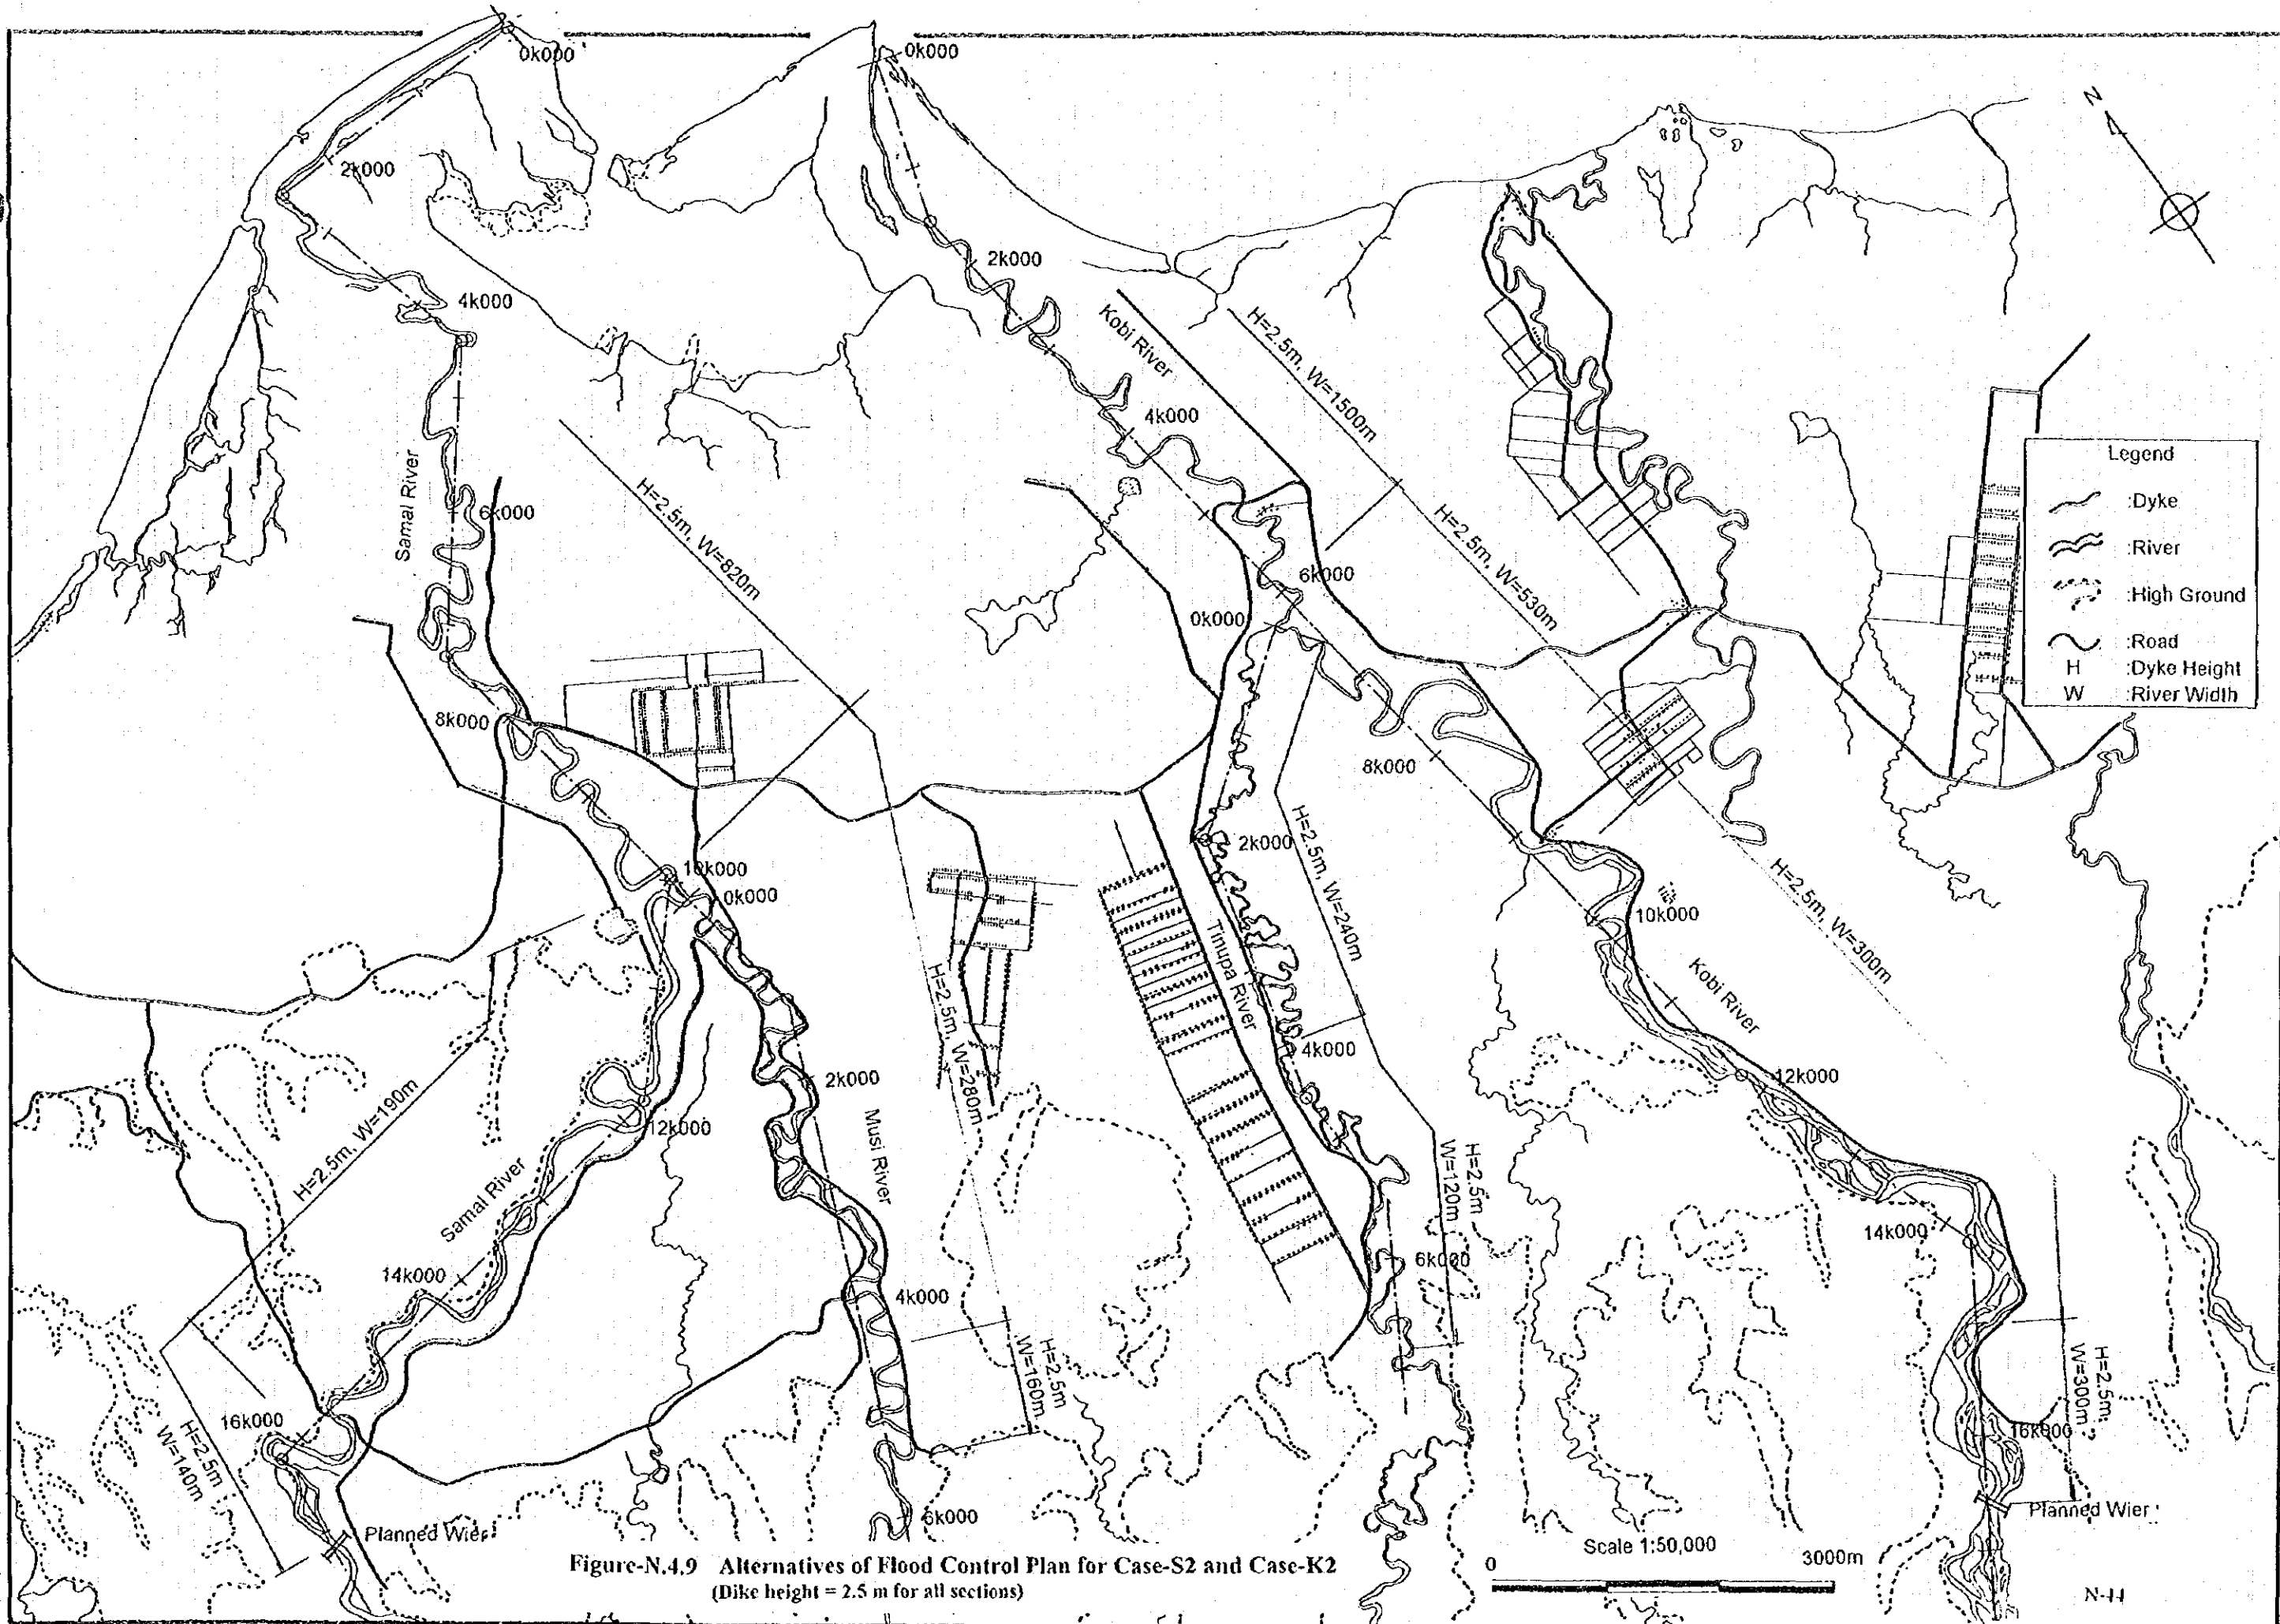 0k000
0k000
N
2k000
2k000
4k000
Kobi River
H=2.5m, W=1500m
4k000
Samal River
6k000
H=2.5m, W=820m
H=2.5m, W=530m
Legend
:Dyke
:River
:High Ground
:Road
H :Dyke Height
W :River Width
6k000
0k000
8k000
8k000
2k000
H=2.5m, W=240m
10k000
0k000
H=2.5m, W=300m
10k000
Tinupa River
H=2.5m, W=280m
Kobi River
4k000
2k000
12k000
Musi River
12k000
H=2.5m, W=190m
Samal River
H=2.5m
W=120m
14k000
14k000
6k000
4k000
H=2.5m
W=160m
H=2.5m,
W=300m
16k000
16k000
H=2.5m
W=140m
6k000
Planned Wier
Planned Wier
Scale 1:50,000
0 3000m
Figure-N.4.9 Alternatives of Flood Control Plan for Case-S2 and Case-K2
(Dike height = 2.5 m for all sections)
N-44